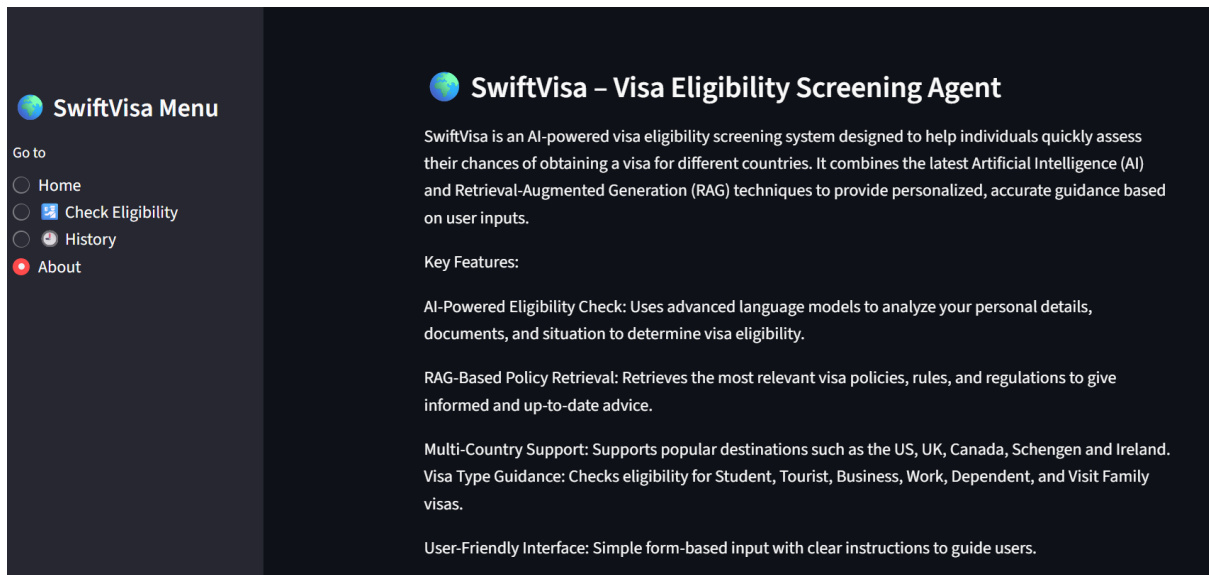 SwiftVisa Menu
Go to
Home
Check Eligibility
History
About
SwiftVisa – Visa Eligibility Screening Agent
SwiftVisa is an AI-powered visa eligibility screening system designed to help individuals quickly assess
their chances of obtaining a visa for different countries. It combines the latest Artificial Intelligence (AI)
and Retrieval-Augmented Generation (RAG) techniques to provide personalized, accurate guidance based
on user inputs.
Key Features:
AI-Powered Eligibility Check: Uses advanced language models to analyze your personal details,
documents, and situation to determine visa eligibility.
RAG-Based Policy Retrieval: Retrieves the most relevant visa policies, rules, and regulations to give
informed and up-to-date advice.
Multi-Country Support: Supports popular destinations such as the US, UK, Canada, Schengen and Ireland.
Visa Type Guidance: Checks eligibility for Student, Tourist, Business, Work, Dependent, and Visit Family
visas.
User-Friendly Interface: Simple form-based input with clear instructions to guide users.